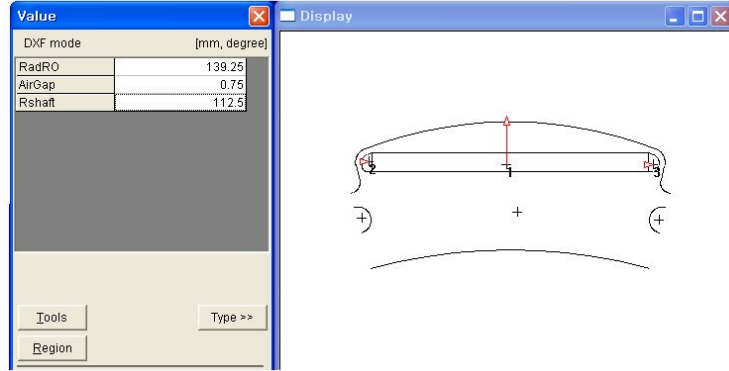 Value
Display
DXF mode [mm, degree]
RadRO 139.25
AirGap 0.75
Rshaft 112.5
2 1 3
Tools Type >>
Region